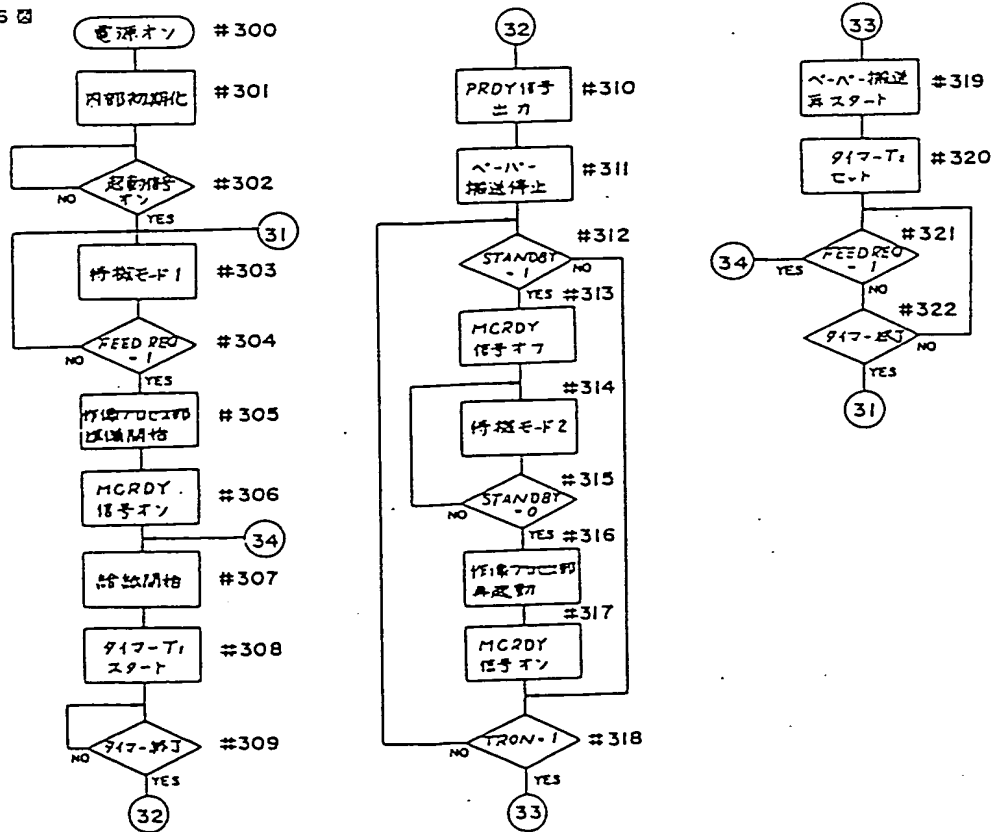 図
電源オン
#300
内部初期化
#301
起動信号
オン
#302
NO
YES
31
待機モード1
#303
FEED REQ
=1
#304
NO
YES
作像プロセス部
準備開始
#305
MCRDY
信号オン
#306
34
給紙開始
#307
タイマーT1
スタート
#308
タイマー終了
#309
NO
YES
32
32
PRDY信号
出力
#310
ペーパー
搬送停止
#311
#312
STANDBY
=1
NO
YES
#313
MCRDY
信号オフ
#314
待機モード2
#315
STANDBY
=0
NO
YES
#316
作像プロセス部
再起動
#317
MCRDY
信号オン
TRON=1
#318
NO
YES
33
33
ペーパー搬送
再スタート
#319
タイマーT2
セット
#320
#321
FEED REQ
=1
34
YES
NO
#322
タイマー終了
NO
YES
31